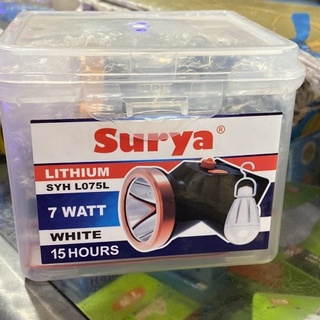 Surya®
LITHIUM
SYH L075L
7 WATT
WHITE
15 HOURS